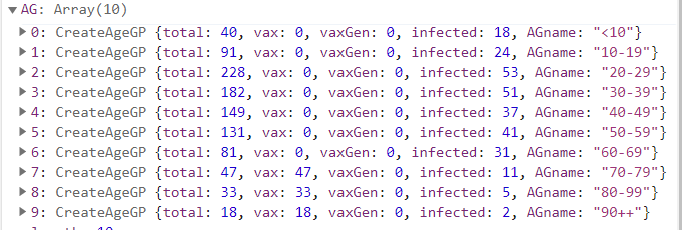 ▼AG: Array(10)
▶0: CreateAgeGP {total: 40, vax: 0, vaxGen: 0, infected: 18, AGname: "<10"}
▶1: CreateAgeGP {total: 91, vax: 0, vaxGen: 0, infected: 24, AGname: "10-19"}
▶2: CreateAgeGP {total: 228, vax: 0, vaxGen: 0, infected: 53, AGname: "20-29"}
▶3: CreateAgeGP {total: 182, vax: 0, vaxGen: 0, infected: 51, AGname: "30-39"}
▶4: CreateAgeGP {total: 149, vax: 0, vaxGen: 0, infected: 37, AGname: "40-49"}
▶5: CreateAgeGP {total: 131, vax: 0, vaxGen: 0, infected: 41, AGname: "50-59"}
▶6: CreateAgeGP {total: 81, vax: 0, vaxGen: 0, infected: 31, AGname: "60-69"}
▶7: CreateAgeGP {total: 47, vax: 47, vaxGen: 0, infected: 11, AGname: "70-79"}
▶8: CreateAgeGP {total: 33, vax: 33, vaxGen: 0, infected: 5, AGname: "80-99"}
▶9: CreateAgeGP {total: 18, vax: 18, vaxGen: 0, infected: 2, AGname: "90++"}